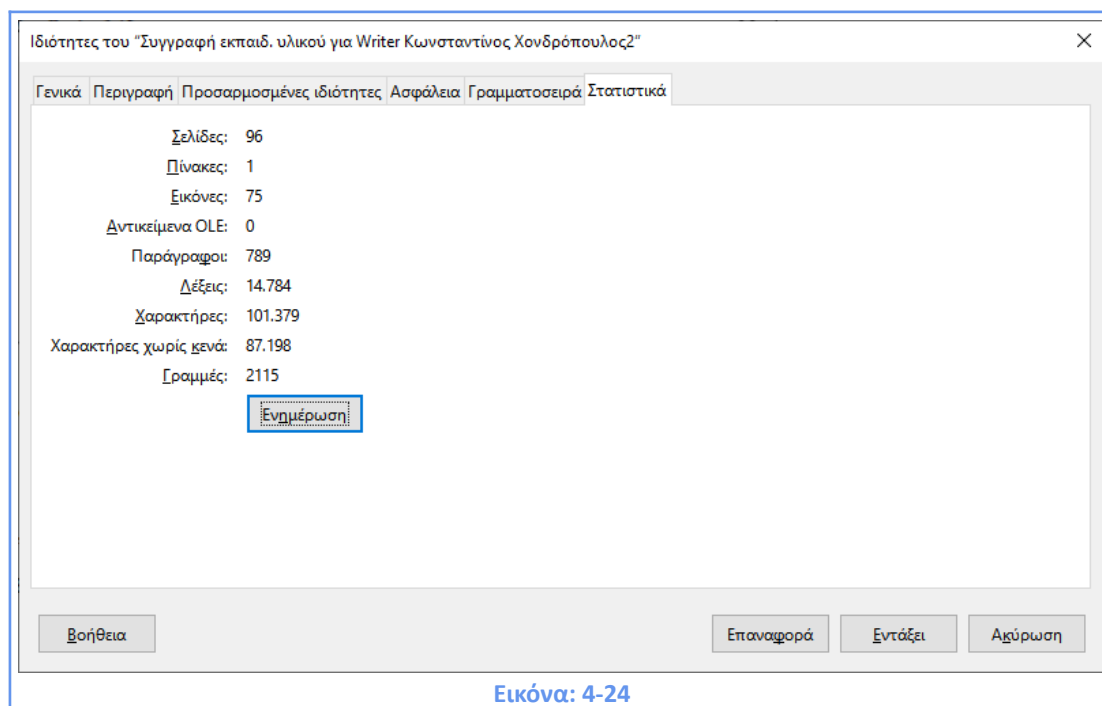 Ιδιότητες του “Συγγραφή εκπαιδ. υλικού για Writer Κωνσταντίνος Χονδρόπουλος2“
Γενικά Περιγραφή Προσαρμοσμένες ιδιότητες Ασφάλεια Γραμματοσειρά Στατιστικά
Σελίδες: 96
Πίνακες: 1
Εικόνες: 75
Αντικείμενα OLE: 0
Παράγραφοι: 789
Λέξεις: 14.784
Χαρακτήρες: 101.379
Χαρακτήρες χωρίς κενά: 87.198
Γραμμές: 2115
Ενημέρωση
Βοήθεια Επαναφορά Εντάξει Ακύρωση
Εικόνα: 4-24